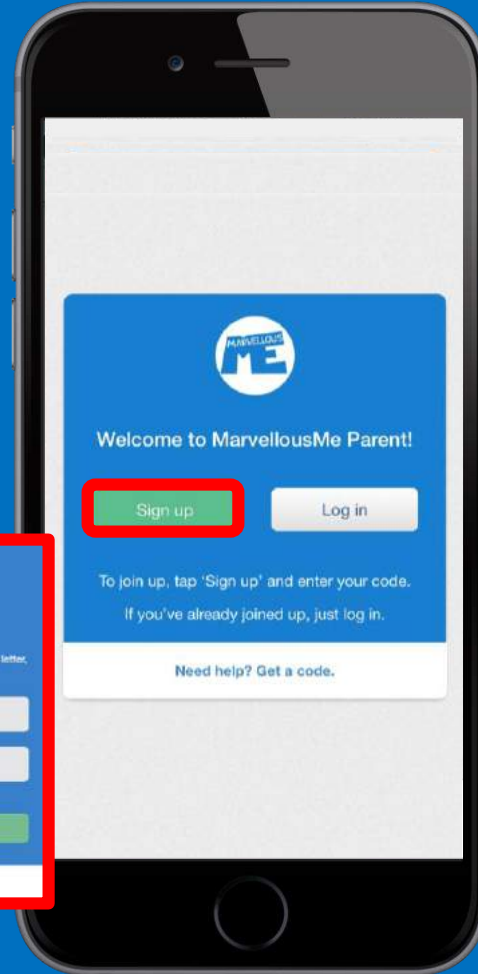 MARVELLOUS
ME
Welcome to MarvellousMe Parent!
Sign up
Log in
To join up, tap 'Sign up' and enter your code.
If you've already joined up, just log in.
letter.
Need help? Get a code.